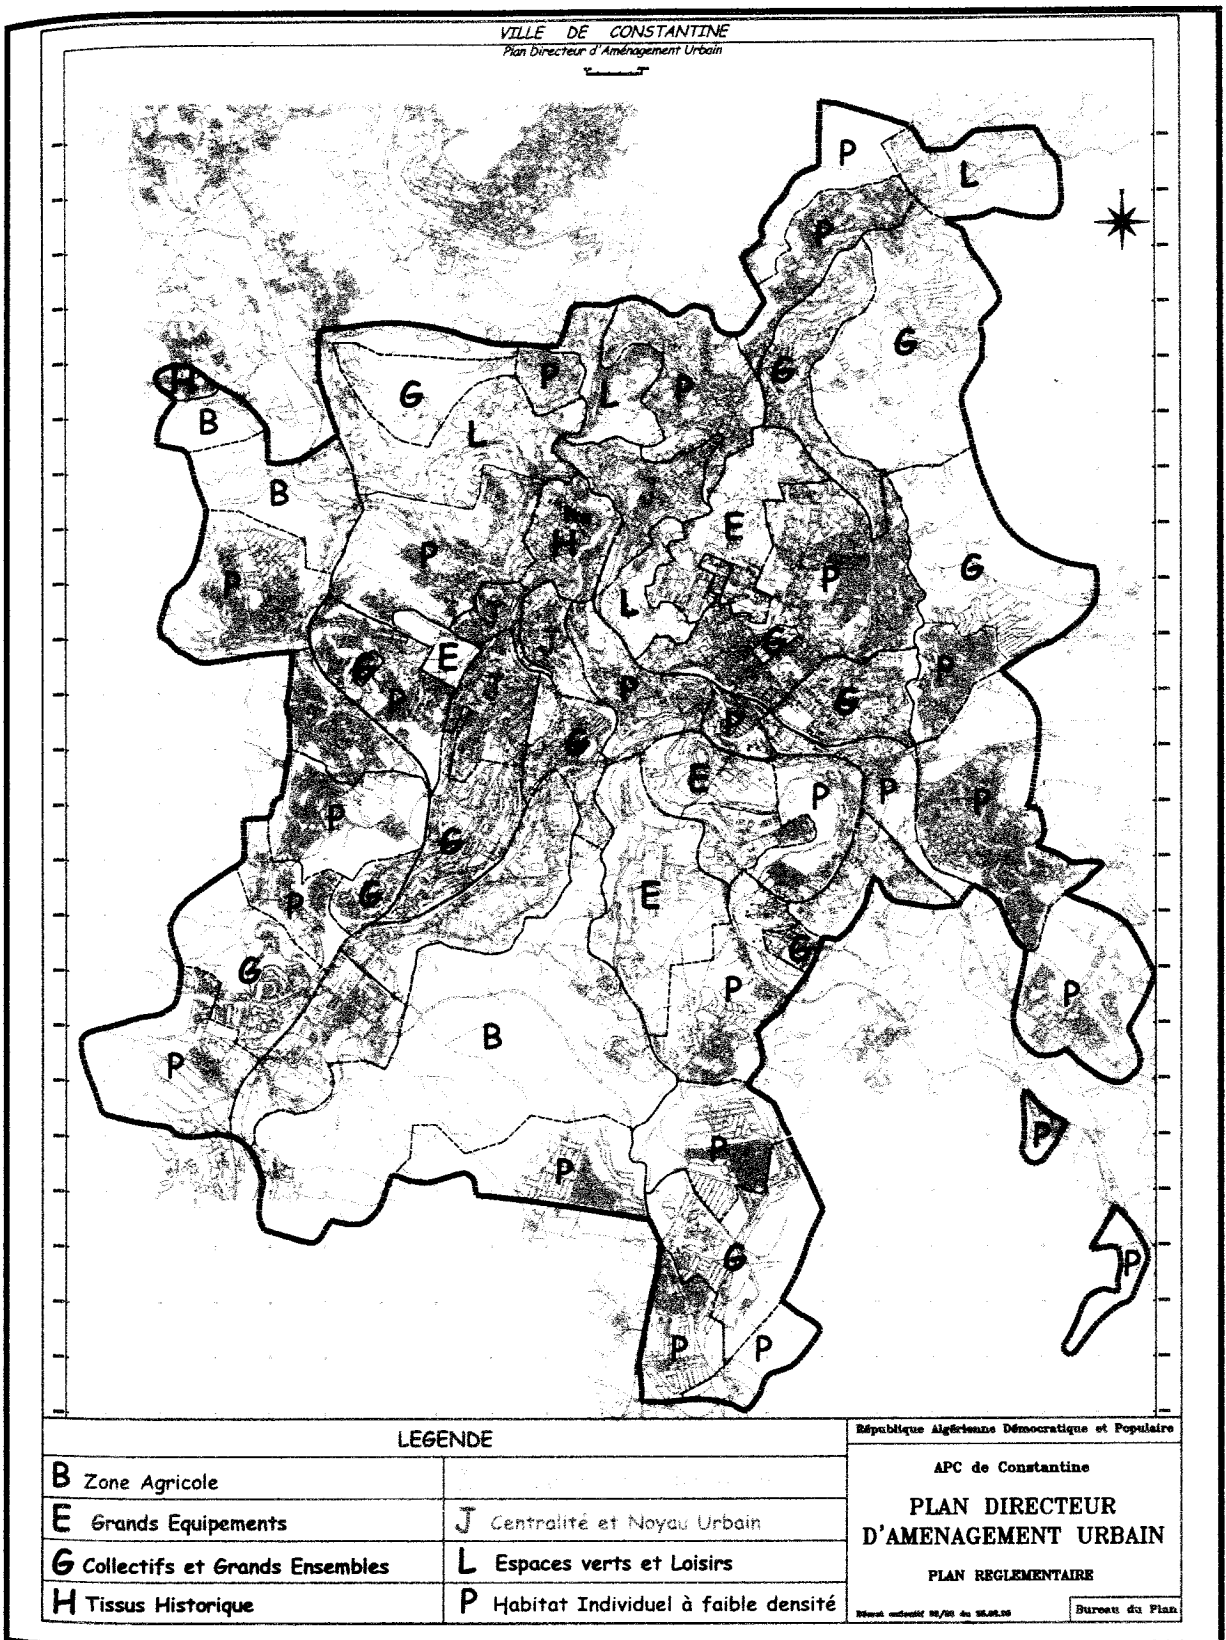 VILLE DE CONSTANTINE
Plan Directeur d'Aménagement Urbain
P
L
P
G
G
H
B
G
P
L
P
L
B
E
H
P
P
G
P
L
G
E
G
P
P
J
P
G
P
G
E
P
P
P
P
G
P
G
E
G
G
P
P
B
P
P
P
P
G
P
P
P
LEGENDE
B Zone Agricole
E Grands Equipements
J Centralité et Noyau Urbain
G Collectifs et Grands Ensembles
L Espaces verts et Loisirs
H Tissus Historique
P Habitat Individuel à faible densité
République Algérienne Démocratique et Populaire
APC de Constantine
PLAN DIRECTEUR
D'AMENAGEMENT URBAIN
PLAN REGLEMENTAIRE
Bureau du Plan